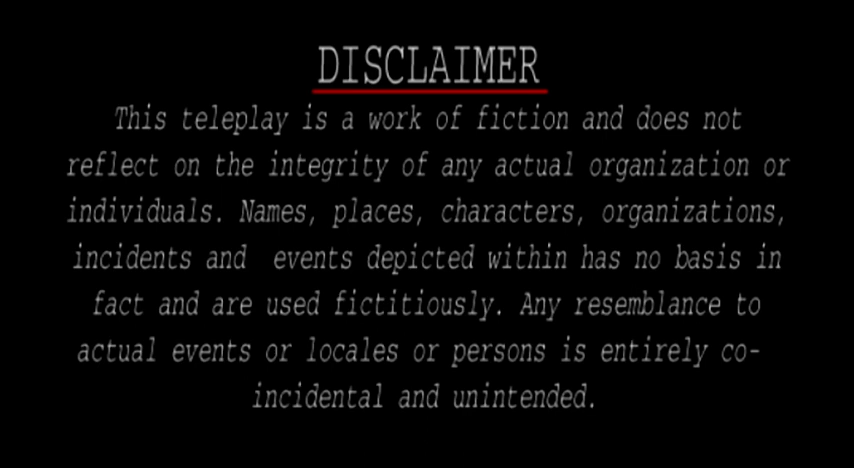 DISCLAIMER
This teleplay is a work of fiction and does not
reflect on the integrity of any actual organization or
individuals. Names, places, characters, organizations,
incidents and  events depicted within has no basis in
fact and are used fictitiously. Any resemblance to
actual events or locales or persons is entirely co-
incidental and unintended.